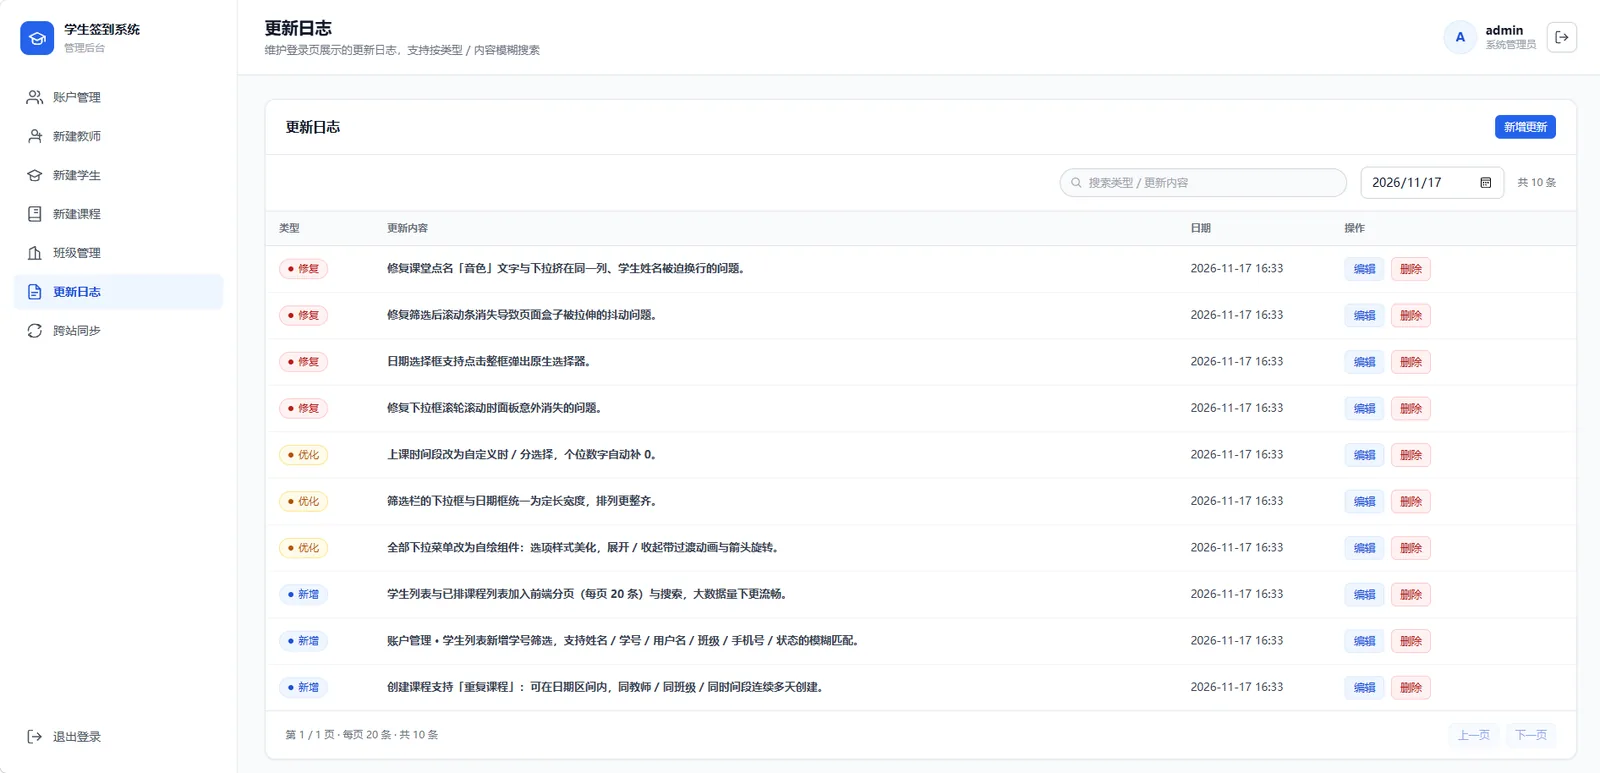 学生签到系统
管理后台
账户管理
新建教师
新建学生
新建课程
班级管理
更新日志
跨站同步
退出登录
更新日志
维护登录页展示的更新日志，支持按类型 / 内容模糊搜索
A
admin
系统管理员
更新日志
新增更新
搜索类型 / 更新内容
2026/11/17
共 10 条
类型 更新内容 日期 操作
修复 修复课堂点名「音色」文字与下拉挤在同一列、学生姓名被迫换行的问题。 2026-11-17 16:33 编辑 删除
修复 修复筛选后滚动条消失导致页面盒子被拉伸的抖动问题。 2026-11-17 16:33 编辑 删除
修复 日期选择框支持点击整框弹出原生选择器。 2026-11-17 16:33 编辑 删除
修复 修复下拉框滚轮滚动时面板意外消失的问题。 2026-11-17 16:33 编辑 删除
优化 上课时间段改为自定义时 / 分选择，个位数字自动补 0。 2026-11-17 16:33 编辑 删除
优化 筛选栏的下拉框与日期框统一为定长宽度，排列更整齐。 2026-11-17 16:33 编辑 删除
优化 全部下拉菜单改为自绘组件：选项样式美化，展开 / 收起带过渡动画与箭头旋转。 2026-11-17 16:33 编辑 删除
新增 学生列表与已排课程列表加入前端分页（每页 20 条）与搜索，大数据量下更流畅。 2026-11-17 16:33 编辑 删除
新增 账户管理 • 学生列表新增学号筛选，支持姓名 / 学号 / 用户名 / 班级 / 手机号 / 状态的模糊匹配。 2026-11-17 16:33 编辑 删除
新增 创建课程支持「重复课程」：可在日期区间内，同教师 / 同班级 / 同时间段连续多天创建。 2026-11-17 16:33 编辑 删除
第 1 / 1 页 · 每页 20 条 · 共 10 条
上一页
下一页